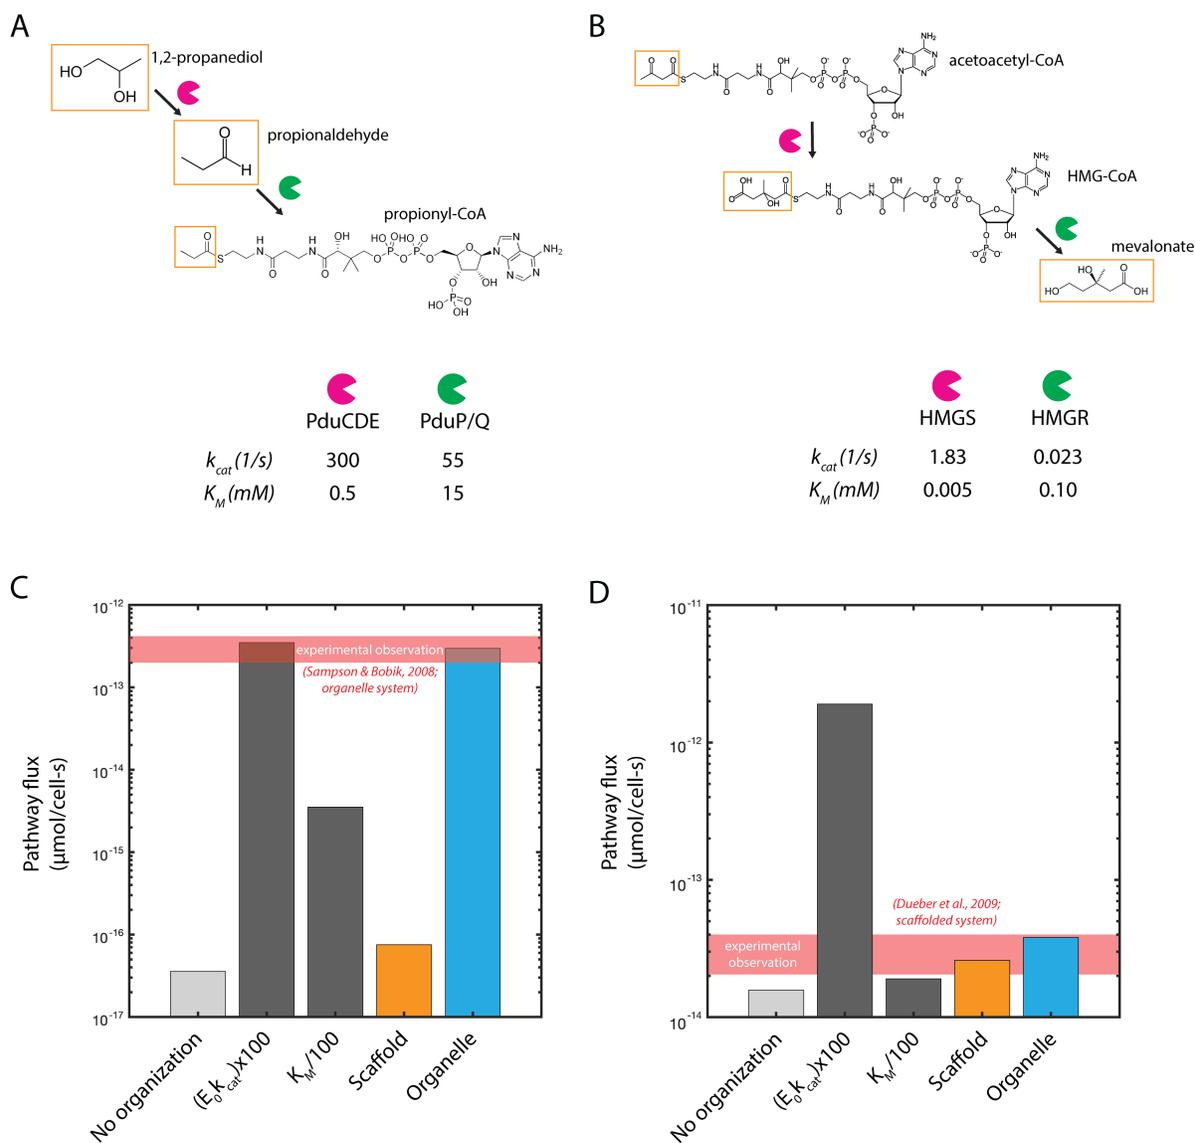 A
1,2-propanediol
HO
OH
propionaldehyde
O
H
propionyl-CoA
PduCDE PduP/Q
kcat (1/s) 300 55
KM (mM) 0.5 15
B
acetoacetyl-CoA
HMG-CoA
mevalonate
HMGS HMGR
kcat (1/s) 1.83 0.023
KM (mM) 0.005 0.10
C
Pathway flux
(μmol/cell-s)
10-12
10-13
10-14
10-15
10-16
10-17
experimental observation
(Sampson & Bobik, 2008;
organelle system)
No organization
(E0kcat)x100
KM/100
Scaffold
Organelle
D
Pathway flux
(μmol/cell-s)
10-11
10-12
10-13
10-14
(Dueber et al., 2009;
scaffolded system)
experimental
observation
No organization
(E0kcat)x100
KM/100
Scaffold
Organelle